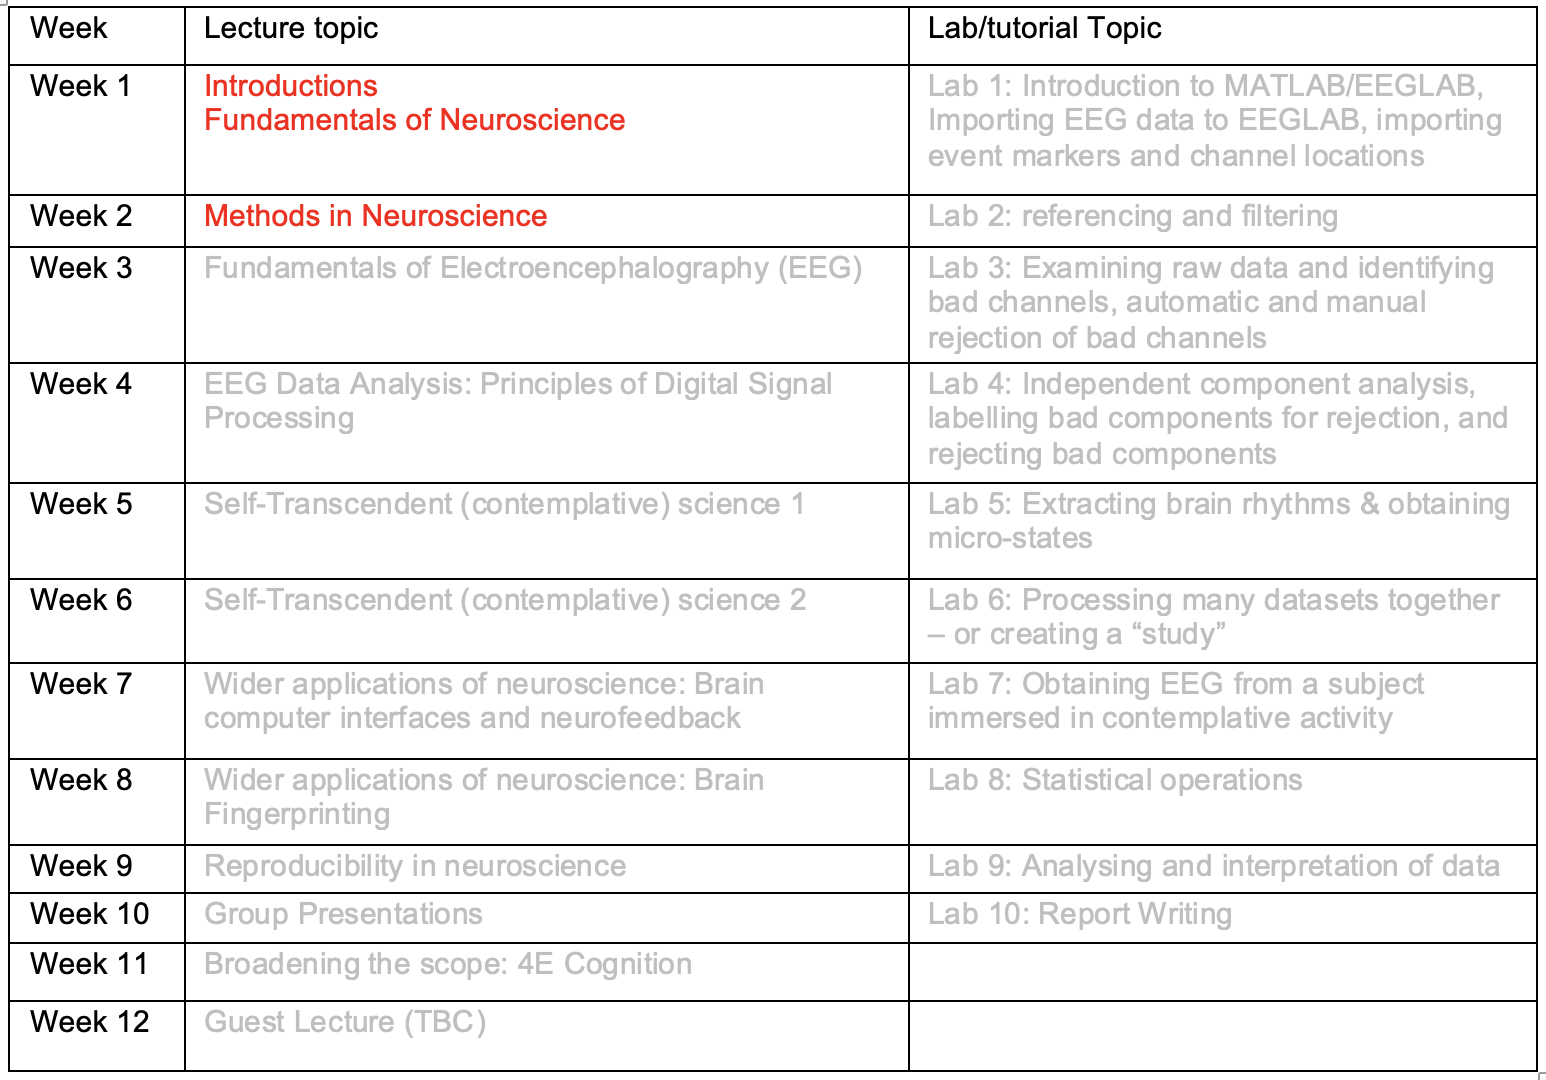 Week
Lecture topic
Lab/tutorial Topic
Week 1
Introductions
Fundamentals of Neuroscience
Lab 1: Introduction to MATLAB/EEGLAB,
Importing EEG data to EEGLAB, importing
event markers and channel locations
Week 2
Methods in Neuroscience
Lab 2: referencing and filtering
Week 3
Fundamentals of Electroencephalography (EEG)
Lab 3: Examining raw data and identifying
bad channels, automatic and manual
rejection of bad channels
Week 4
EEG Data Analysis: Principles of Digital Signal
Processing
Lab 4: Independent component analysis,
labelling bad components for rejection, and
rejecting bad components
Week 5
Self-Transcendent (contemplative) science 1
Lab 5: Extracting brain rhythms & obtaining
micro-states
Week 6
Self-Transcendent (contemplative) science 2
Lab 6: Processing many datasets together
– or creating a “study”
Week 7
Wider applications of neuroscience: Brain
computer interfaces and neurofeedback
Lab 7: Obtaining EEG from a subject
immersed in contemplative activity
Week 8
Wider applications of neuroscience: Brain
Fingerprinting
Lab 8: Statistical operations
Week 9
Reproducibility in neuroscience
Lab 9: Analysing and interpretation of data
Week 10
Group Presentations
Lab 10: Report Writing
Week 11
Broadening the scope: 4E Cognition
Week 12
Guest Lecture (TBC)